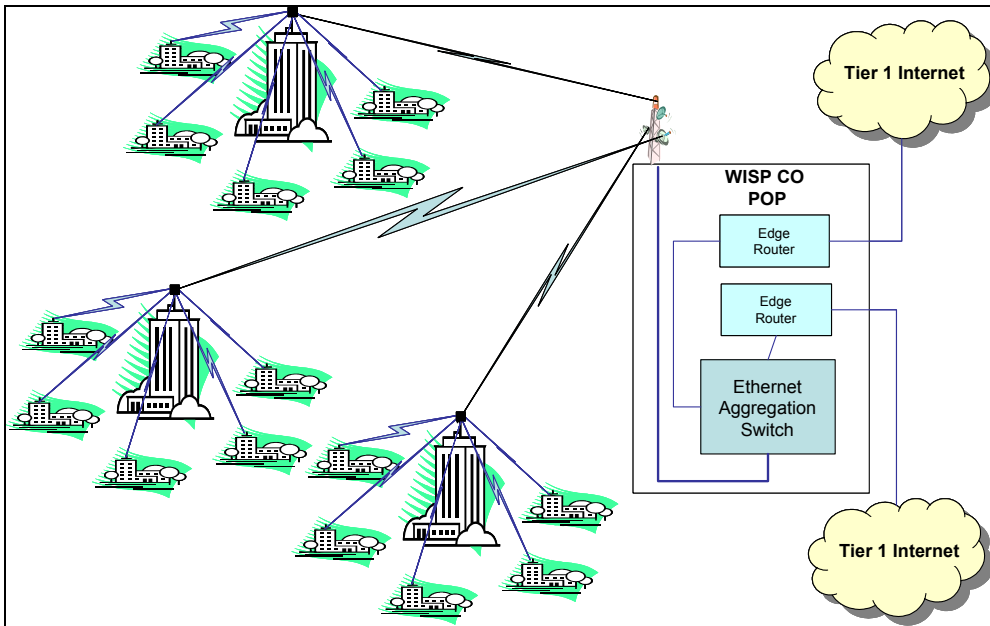 Tier 1 Internet
WISP CO
POP
Edge
Router
Edge
Router
Ethernet
Aggregation
Switch
Tier 1 Internet